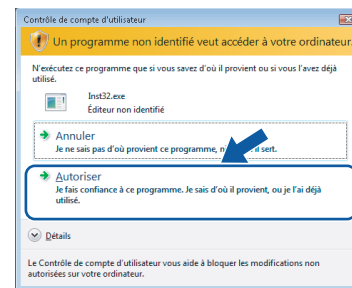 Contrôle de compte d'utilisateur
Un programme non identifié veut accéder à votre ordinateur.
N'exécutez ce programme que si vous savez d'où il provient ou si vous l'avez déjà
utilisé.
Inst32.exe
Éditeur non identifié
Annuler
Je ne sais pas d'où provient ce programme, il sert.
Autoriser
Je fais confiance à ce programme. Je sais d'où il provient, ou je l'ai déjà
utilisé.
Détails
Le Contrôle de compte d'utilisateur vous aide à bloquer les modifications non
autorisées sur votre ordinateur.